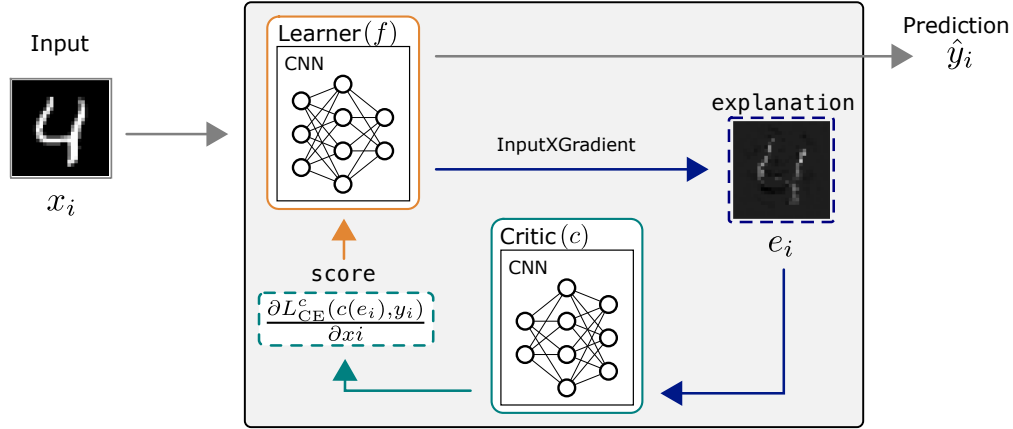 Input
x_i
Learner(f)
CNN
Prediction
ŷ_i
InputXGradient
explanation
e_i
Critic(c)
CNN
score
∂L^c_CE(c(e_i),y_i)
∂xi